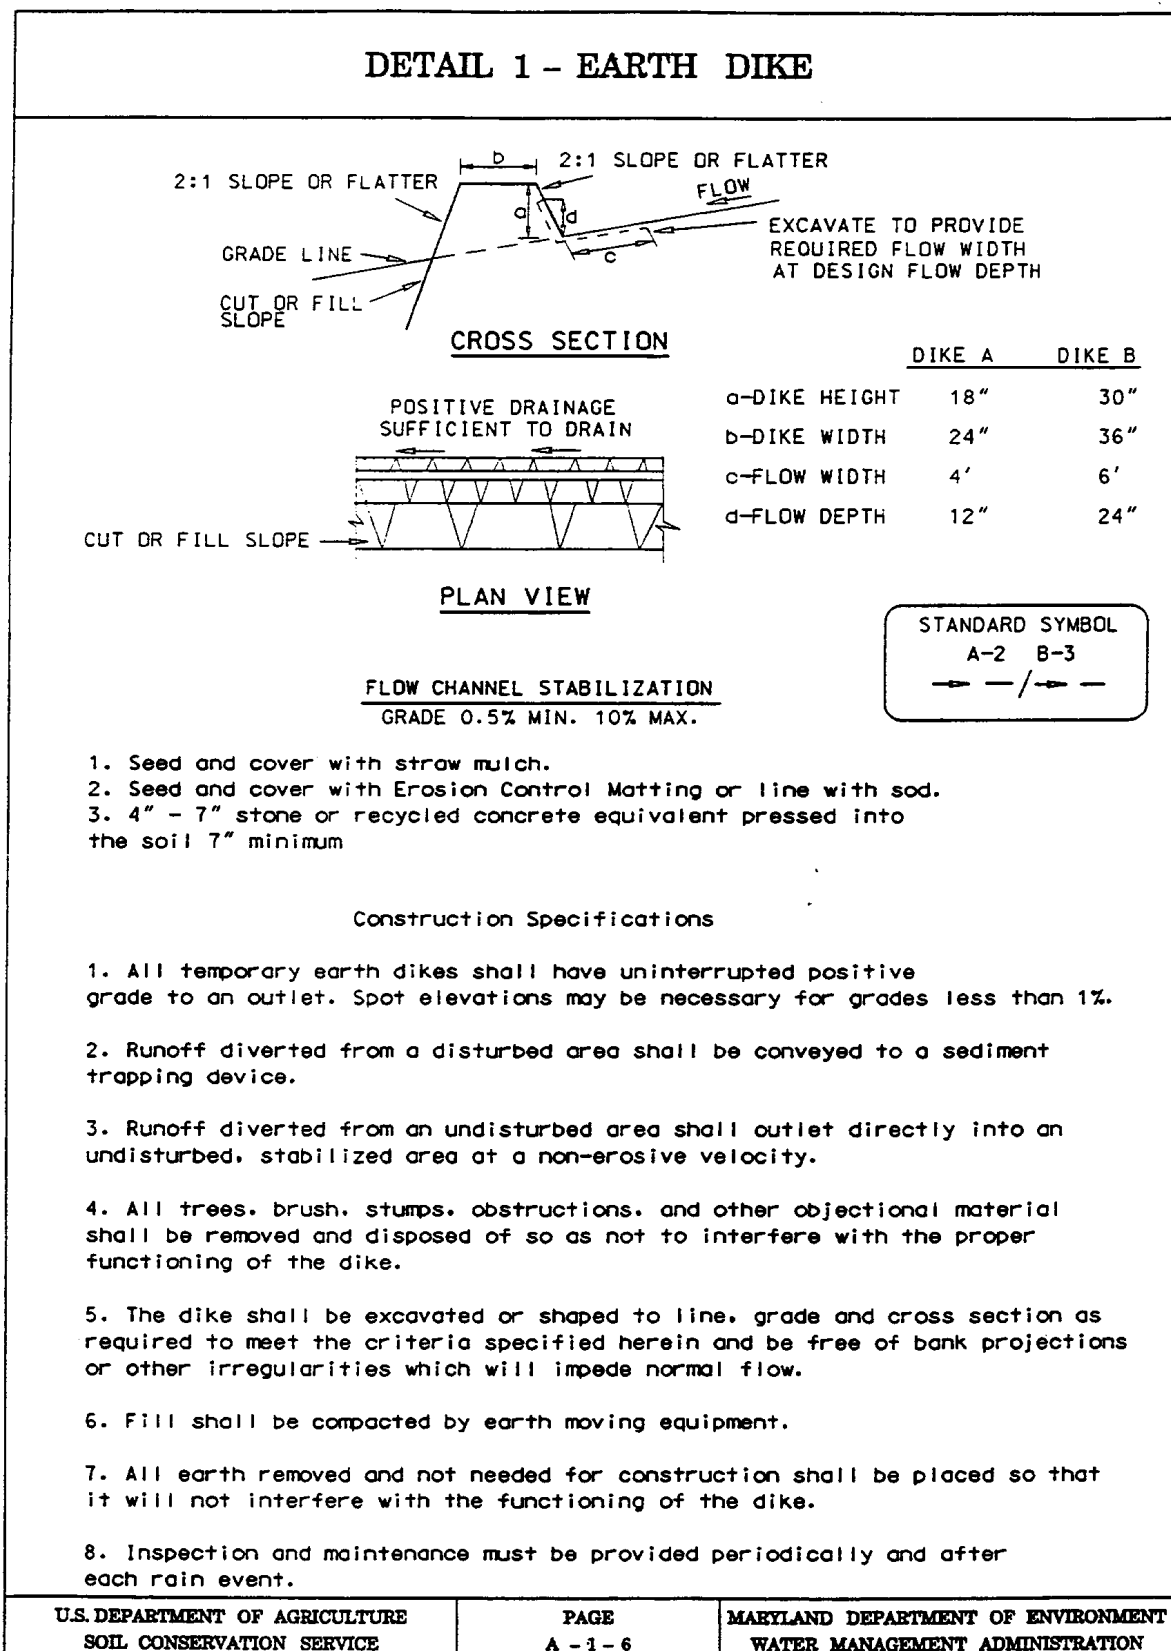 DETAIL 1 - EARTH DIKE
b
2:1 SLOPE OR FLATTER
2:1 SLOPE OR FLATTER
FLOW
a
d
EXCAVATE TO PROVIDE
REQUIRED FLOW WIDTH
AT DESIGN FLOW DEPTH
GRADE LINE
c
CUT OR FILL
SLOPE
CROSS SECTION
DIKE A DIKE B
a-DIKE HEIGHT 18" 30"
b-DIKE WIDTH 24" 36"
c-FLOW WIDTH 4' 6'
d-FLOW DEPTH 12" 24"
POSITIVE DRAINAGE
SUFFICIENT TO DRAIN
CUT OR FILL SLOPE
PLAN VIEW
STANDARD SYMBOL
A-2 B-3
FLOW CHANNEL STABILIZATION
GRADE 0.5% MIN. 10% MAX.
1. Seed and cover with straw mulch.
2. Seed and cover with Erosion Control Matting or line with sod.
3. 4" - 7" stone or recycled concrete equivalent pressed into
the soil 7" minimum
Construction Specifications
1. All temporary earth dikes shall have uninterrupted positive
grade to an outlet. Spot elevations may be necessary for grades less than 1%.
2. Runoff diverted from a disturbed area shall be conveyed to a sediment
trapping device.
3. Runoff diverted from an undisturbed area shall outlet directly into an
undisturbed, stabilized area at a non-erosive velocity.
4. All trees, brush, stumps, obstructions, and other objectional material
shall be removed and disposed of so as not to interfere with the proper
functioning of the dike.
5. The dike shall be excavated or shaped to line, grade and cross section as
required to meet the criteria specified herein and be free of bank projections
or other irregularities which will impede normal flow.
6. Fill shall be compacted by earth moving equipment.
7. All earth removed and not needed for construction shall be placed so that
it will not interfere with the functioning of the dike.
8. Inspection and maintenance must be provided periodically and after
each rain event.
U.S. DEPARTMENT OF AGRICULTURE
SOIL CONSERVATION SERVICE
PAGE
A - 1 - 6
MARYLAND DEPARTMENT OF ENVIRONMENT
WATER MANAGEMENT ADMINISTRATION